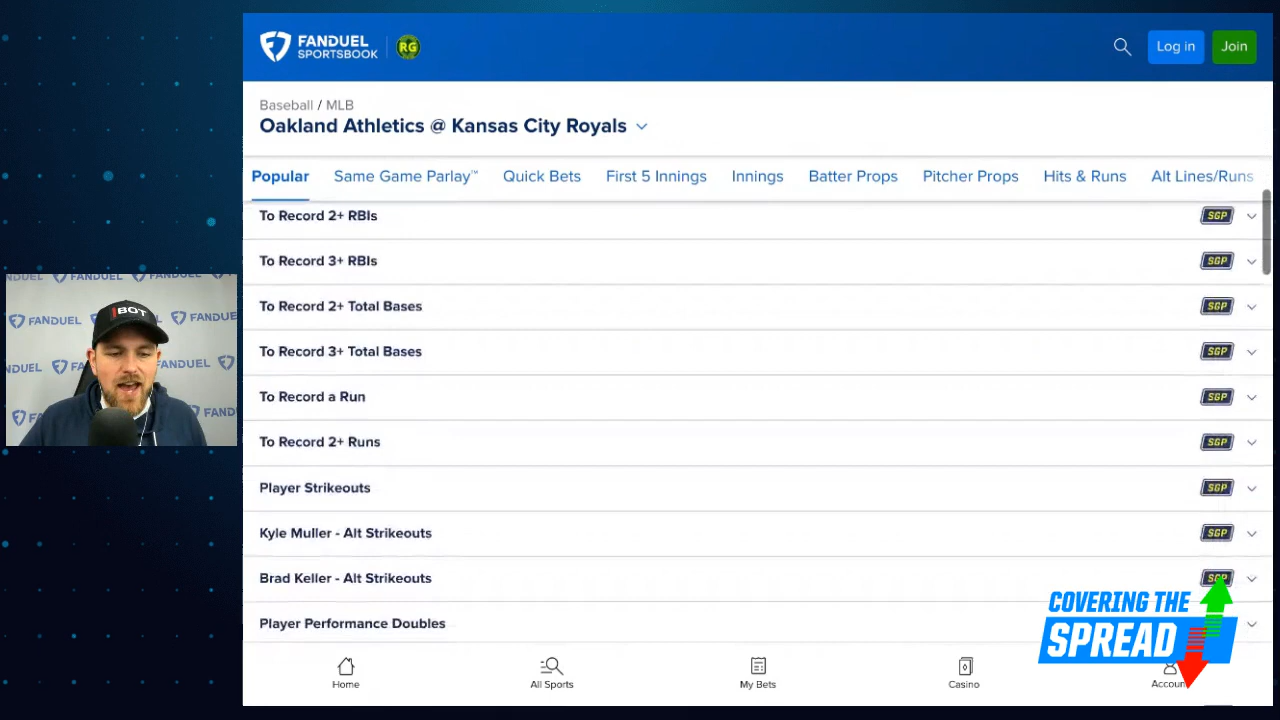 FANDUEL
SPORTSBOOK
RG
Log in
Join
Baseball / MLB
Oakland Athletics @ Kansas City Royals
Popular
Same Game Parlay™
Quick Bets
First 5 Innings
Innings
Batter Props
Pitcher Props
Hits & Runs
Alt Lines/Runs
To Record 2+ RBIs
SGP
To Record 3+ RBIs
SGP
To Record 2+ Total Bases
SGP
To Record 3+ Total Bases
SGP
To Record a Run
SGP
To Record 2+ Runs
SGP
Player Strikeouts
SGP
Kyle Muller - Alt Strikeouts
SGP
Brad Keller - Alt Strikeouts
SGP
Player Performance Doubles
COVERING THE
SPREAD
Home
All Sports
My Bets
Casino
Accoun
FANDUEL
FANDUEL
FANDUEL
FANDUEL
FANDUEL
BOT